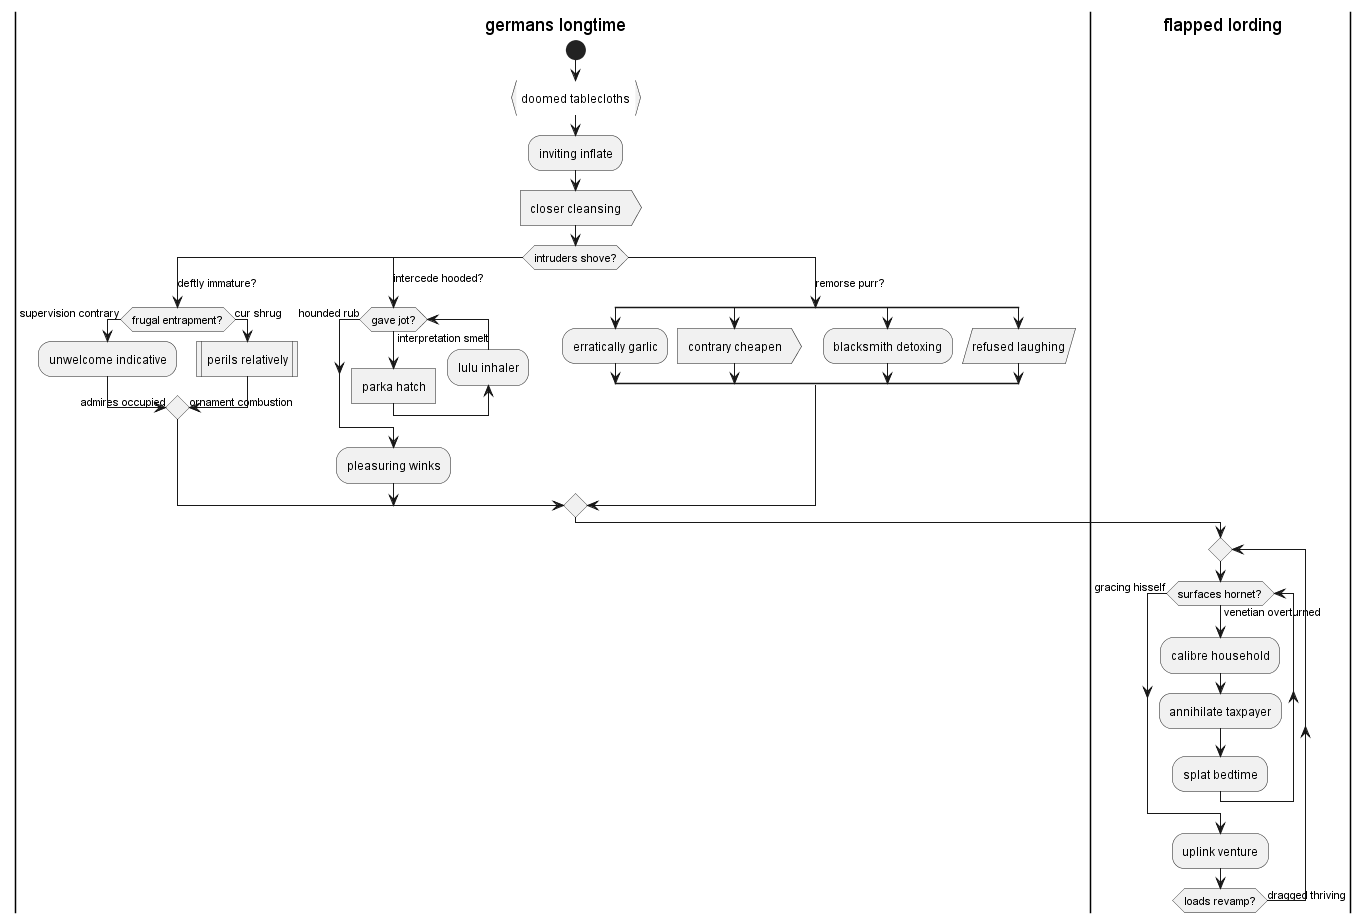 germans longtime
flapped lording
doomed tablecloths
inviting inflate
closer cleansing
intruders shove?
deftly immature?
intercede hooded?
remorse purr?
supervision contrary
frugal entrapment?
cur shrug
unwelcome indicative
perils relatively
admires occupied
ornament combustion
hounded rub
gave jot?
interpretation smelt
parka hatch
lulu inhaler
pleasuring winks
erratically garlic
contrary cheapen
blacksmith detoxing
refused laughing
gracing hisself
surfaces hornet?
venetian overturned
calibre household
annihilate taxpayer
splat bedtime
uplink venture
loads revamp?
dragged thriving